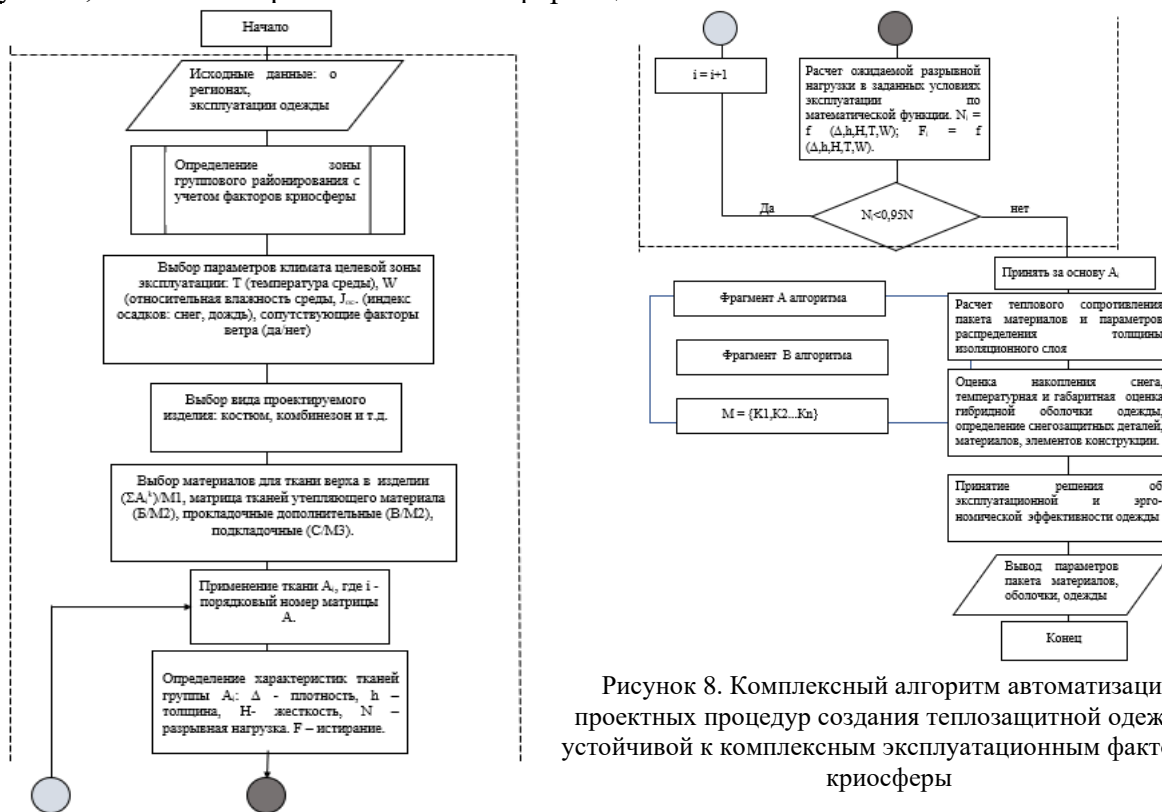 Начало
Исходные данные: о
регионах,
эксплуатации одежды
Определение зоны
группового районирования с
учетом факторов криосферы
Выбор параметров климата целевой зоны
эксплуатации: T (температура среды), W
(относительная влажность среды, Jос. (индекс
осадков: снег, дождь), сопутствующие факторы
ветра (да/нет)
Выбор вида проектируемого
изделия: костюм, комбинезон и т.д.
Выбор материалов для ткани верха в изделии
(ΣAᵢᵏ)/М1, матрица тканей утепляющего материала
(Б/М2), прокладочные дополнительные (В/М2),
подкладочные (С/М3).
Применение ткани Aᵢ, где i -
порядковый номер матрицы
А.
Определение характеристик тканей
группы Aᵢ: Δ - плотность, h –
толщина, H- жесткость, N –
разрывная нагрузка. F – истирание.
i = i+1
Расчет ожидаемой разрывной
нагрузки в заданных условиях
эксплуатации по
математической функции. Nᵢ =
f (Δ,h,H,T,W); Fᵢ = f
(Δ,h,H,T,W).
Да
Nᵢ<0,95N
нет
Принять за основу Aᵢ
Фрагмент А алгоритма
Фрагмент В алгоритма
M = {K1,K2...Kn}
Расчет теплового сопротивления
пакета материалов и параметров
распределения толщины
изоляционного слоя
Оценка накопления снега,
температурная и габаритная оценка
гибридной оболочки одежды,
определение снегозащитных деталей,
материалов, элементов конструкции.
Принятие решения об
эксплуатационной и эрго-
номической эффективности одежды
Вывод параметров
пакета материалов,
оболочки, одежды
Конец
Рисунок 8. Комплексный алгоритм автоматизаци
проектных процедур создания теплозащитной одеж
устойчивой к комплексным эксплуатационным факто
криосферы